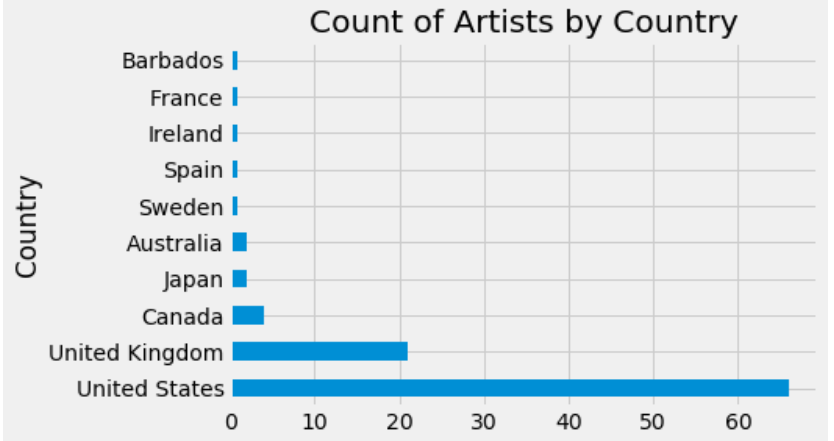 Count of Artists by Country
Barbados
France
Ireland
Spain
Sweden
Australia
Japan
Canada
United Kingdom
United States
Country
0 10 20 30 40 50 60